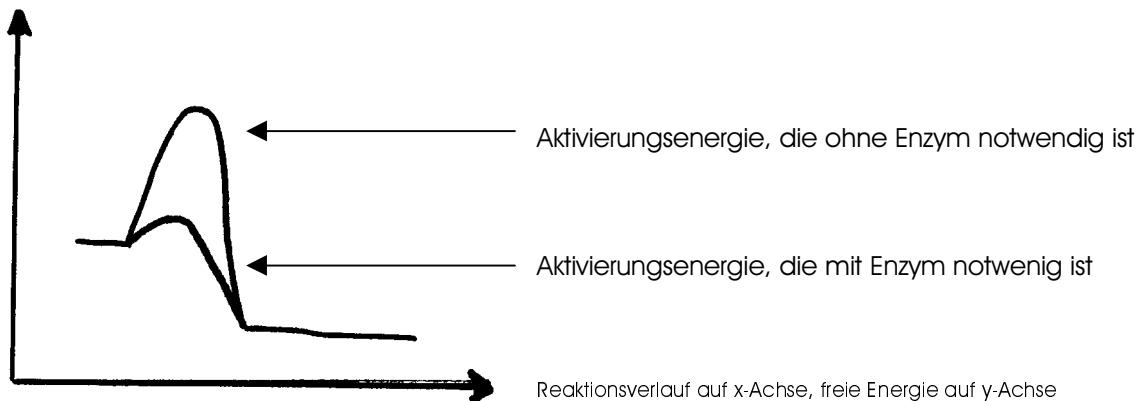 Aktivierungsenergie, die ohne Enzym notwendig ist
Aktivierungsenergie, die mit Enzym notwenig ist
Reaktionsverlauf auf x-Achse, freie Energie auf y-Achse